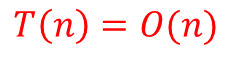 T(n) = O(n)